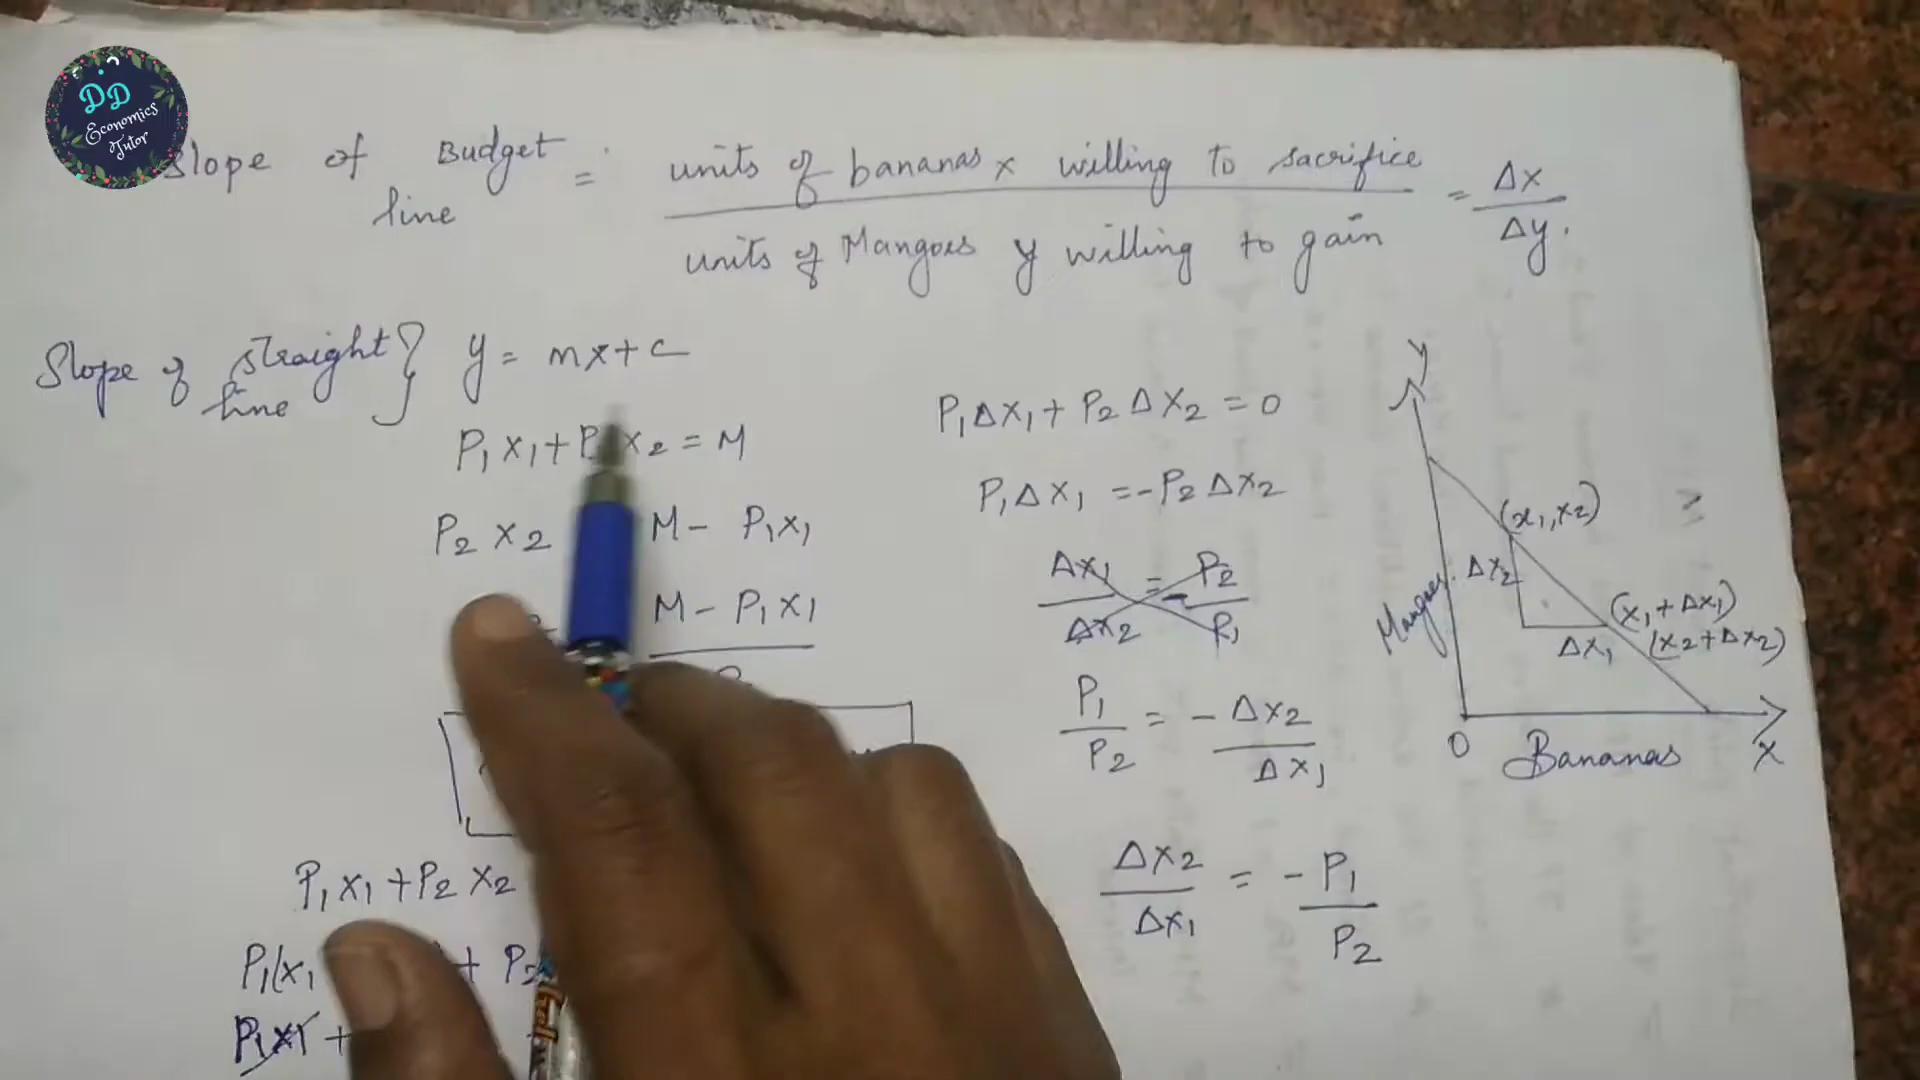 DD
Economics
Tutor
Slope of Budget line = units of bananas x willing to sacrifice / units of Mangoes y willing to gain = Δx / Δy.
Slope of straight line } y = mx + c
P₁x₁ + P x₂ = M
P₂x₂ M - P₁x₁
M - P₁x₁
P₁x₁ + P₂x₂
P₁(x₁ + P₂
P₁x₁ +
P₁Δx₁ + P₂Δx₂ = 0
P₁Δx₁ = -P₂Δx₂
Δx₁ / Δx₂ = -P₂ / P₁
P₁ / P₂ = -Δx₂ / Δx₁
Δx₂ / Δx₁ = -P₁ / P₂
y
(x₁, x₂)
Mangoes
Δx₂
(x₁ + Δx₁)
(x₂ + Δx₂)
Δx₁
0 Bananas x